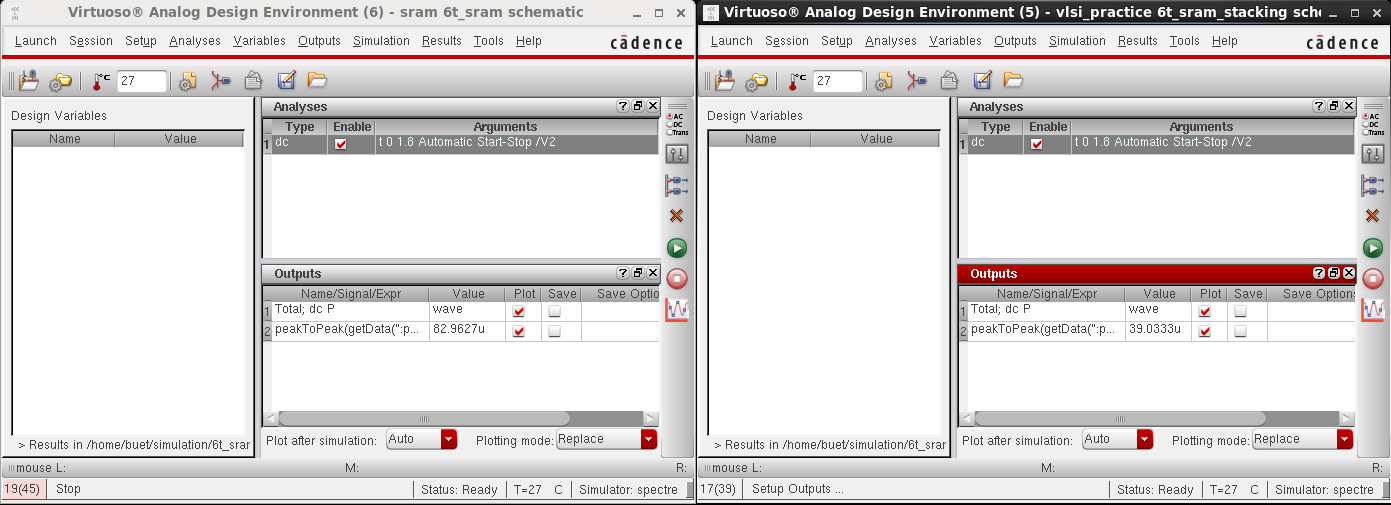 Virtuoso® Analog Design Environment (6) - sram 6t_sram schematic
Launch Session Setup Analyses Variables Outputs Simulation Results Tools Help cādence
°C 27
Design Variables
Name Value
> Results in /home/buet/simulation/6t_srar
Analyses
Type Enable Arguments
1 dc t 0 1.8 Automatic Start-Stop /V2
Outputs
Name/Signal/Expr Value Plot Save Save Optio
1 Total; dc P wave
2 peakToPeak(getData(":p... 82.9627u
Plot after simulation: Auto Plotting mode: Replace
AC
DC
Trans
mouse L: M: R:
19(45) Stop Status: Ready T=27 C Simulator: spectre
Virtuoso® Analog Design Environment (5) - vlsi_practice 6t_sram_stacking sche
Launch Session Setup Analyses Variables Outputs Simulation Results Tools Help cādence
°C 27
Design Variables
Name Value
> Results in /home/buet/simulation/6t_srar
Analyses
Type Enable Arguments
1 dc t 0 1.8 Automatic Start-Stop /V2
Outputs
Name/Signal/Expr Value Plot Save Save Options
1 Total; dc P wave
2 peakToPeak(getData(":p... 39.0333u
Plot after simulation: Auto Plotting mode: Replace
AC
DC
Trans
mouse L: M: R:
17(39) Setup Outputs ... Status: Ready T=27 C Simulator: spectre